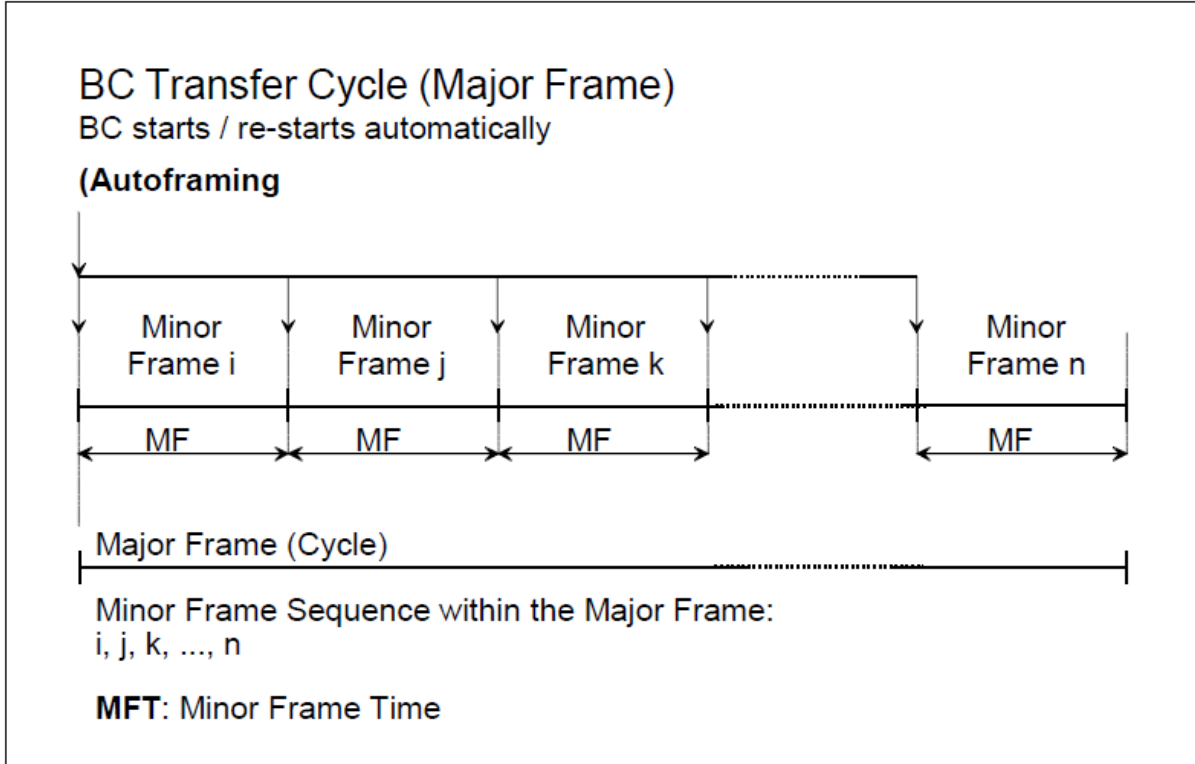 BC Transfer Cycle (Major Frame)
BC starts / re-starts automatically
(Autoframing
Minor Frame i
Minor Frame j
Minor Frame k
Minor Frame n
MF
MF
MF
MF
Major Frame (Cycle)
Minor Frame Sequence within the Major Frame:
i, j, k, ..., n
MFT: Minor Frame Time